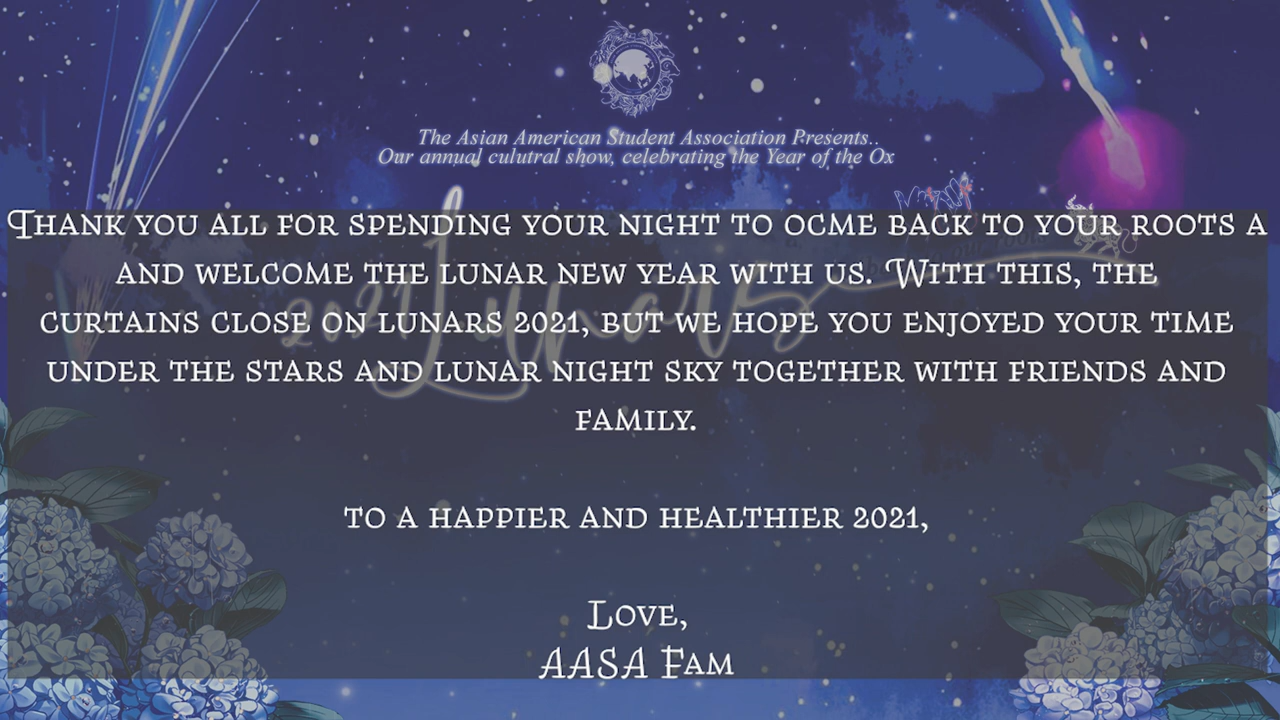 The Asian American Student Association Presents..
Our annual culutral show, celebrating the Year of the Ox
2021 Lunars
Thank you all for spending your night to ocme back to your roots a
and welcome the lunar new year with us. With this, the
curtains close on lunars 2021, but we hope you enjoyed your time
under the stars and lunar night sky together with friends and
family.
to a happier and healthier 2021,
Love,
AASA Fam